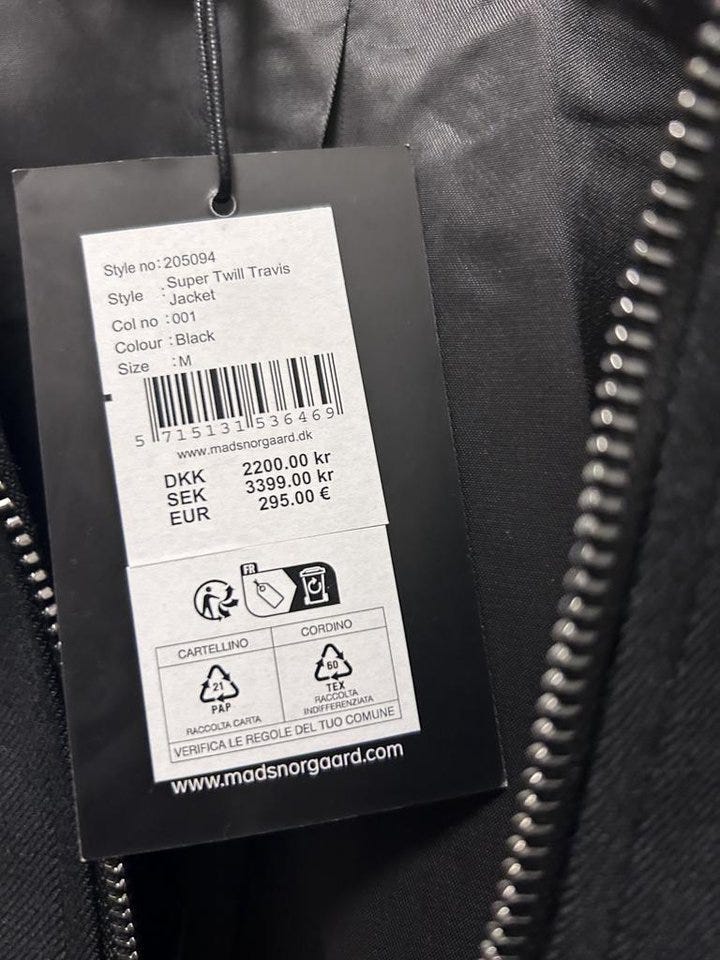 Style no: 205094
Style : Super Twill Travis
Jacket
Col no : 001
Colour : Black
Size : M
5 715131 536469
www.madsnorgaard.dk
DKK 2200.00 kr
SEK 3399.00 kr
EUR 295.00 €
FR
CARTELLINO CORDINO
21 60
PAP TEX
RACCOLTA CARTA RACCOLTA
INDIFFERENZIATA
VERIFICA LE REGOLE DEL TUO COMUNE
www.madsnorgaard.com